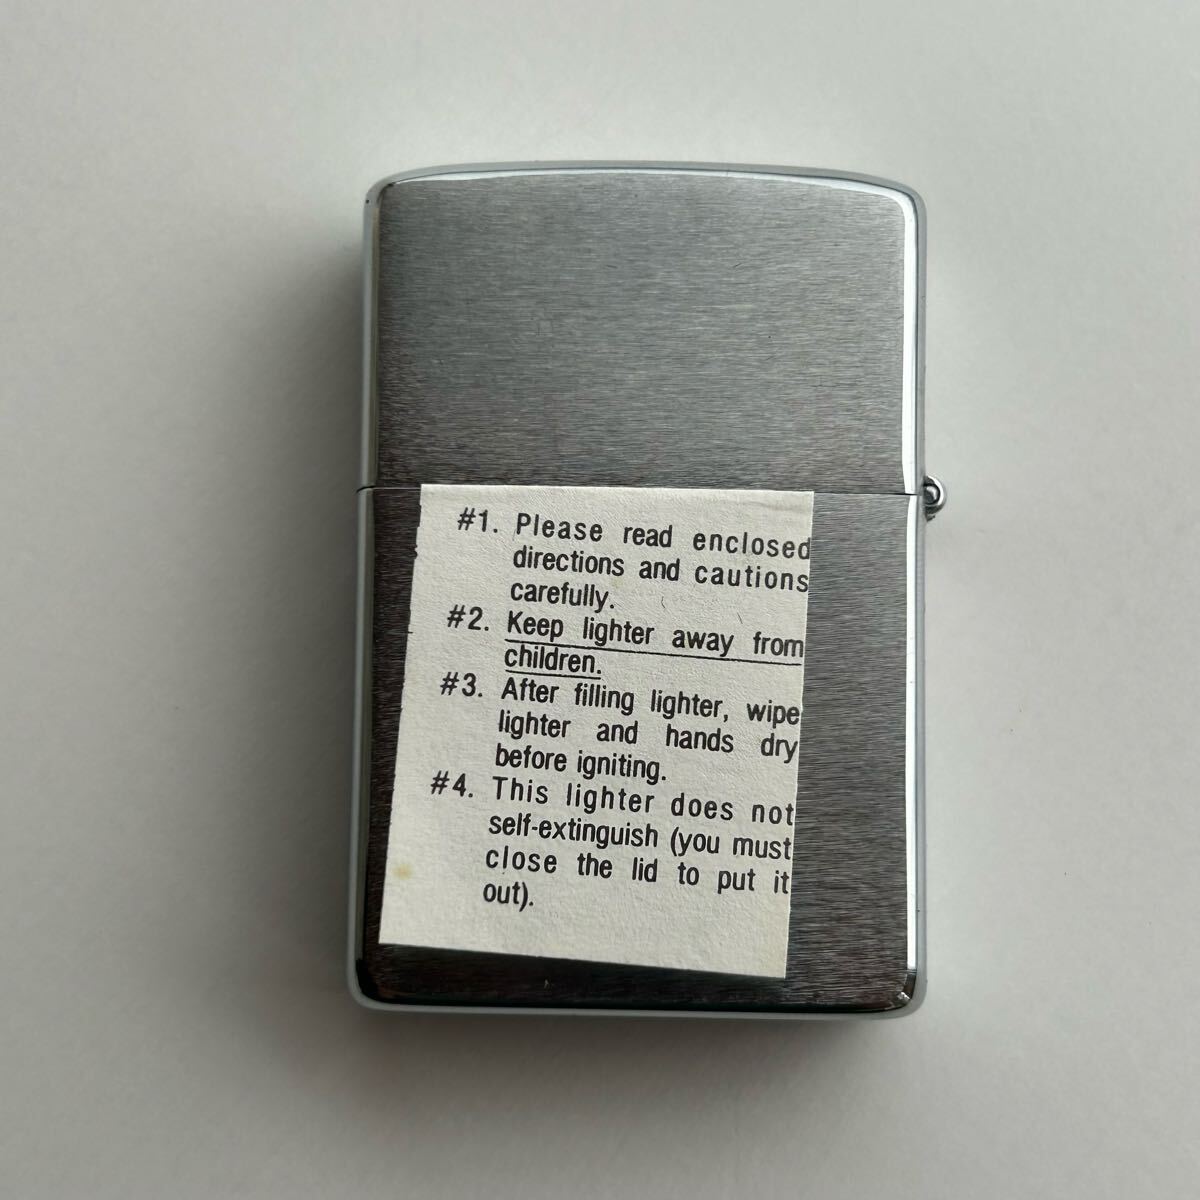 #1. Please read enclosed
directions and cautions
carefully.
#2. Keep lighter away from
children.
#3. After filling lighter, wipe
lighter and hands dry
before igniting.
#4. This lighter does not
self-extinguish (you must
close the lid to put it
out).